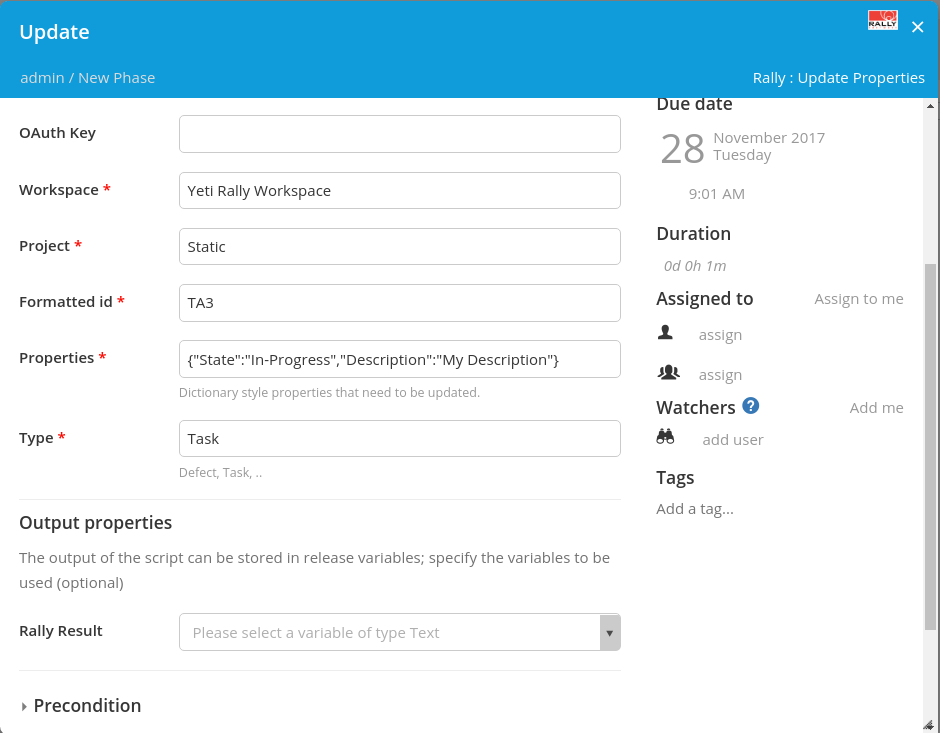 Update
RALLY
×
admin / New Phase
Rally : Update Properties
OAuth Key
Workspace *
Yeti Rally Workspace
Project *
Static
Formatted id *
TA3
Properties *
{"State":"In-Progress","Description":"My Description"}
Dictionary style properties that need to be updated.
Type *
Task
Defect, Task, ..
Output properties
The output of the script can be stored in release variables; specify the variables to be
used (optional)
Rally Result
Please select a variable of type Text
Precondition
Due date
28
November 2017
Tuesday
9:01 AM
Duration
0d 0h 1m
Assigned to
Assign to me
assign
assign
Watchers ?
Add me
add user
Tags
Add a tag...